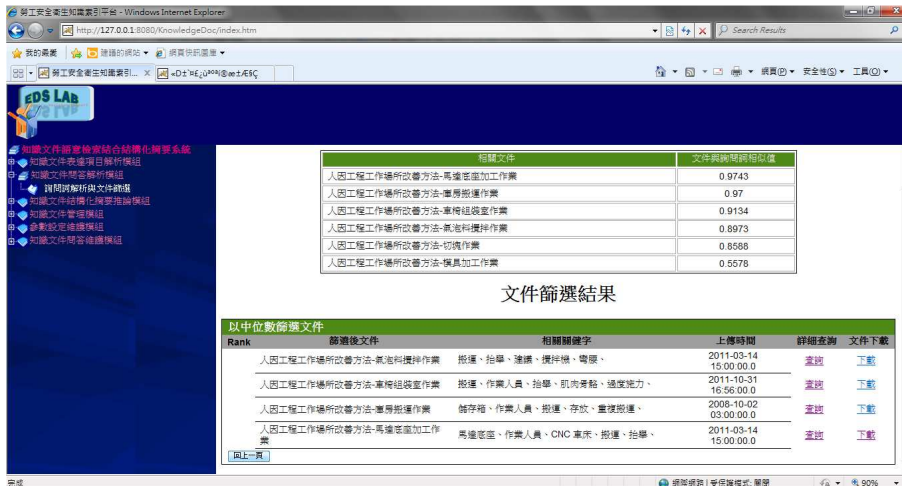 勞工安全衛生知識索引平台 - Windows Internet Explorer
http://127.0.0.1:8080/KnowledgeDoc/index.htm
Search Results
我的最愛 建議的網站 網頁快訊圖庫
勞工安全衛生知識索引...
網頁(P) 安全性(S) 工具(O)
EDS LAB
知識文件語意檢索結合結構化摘要系統
知識文件表達項目解析模組
知識文件問答解析模組
詢問詞解析與文件篩選
知識文件結構化摘要推論模組
知識文件管理模組
參數設定維護模組
知識文件問答維護模組
相關文件 文件與詢問詞相似值
人因工程工作場所改善方法-馬達底座加工作業 0.9743
人因工程工作場所改善方法-庫房搬運作業 0.97
人因工程工作場所改善方法-車椅組裝室作業 0.9134
人因工程工作場所改善方法-氣泡料攪拌作業 0.8973
人因工程工作場所改善方法-切塊作業 0.8588
人因工程工作場所改善方法-模具加工作業 0.5578
文件篩選結果
以中位數篩選文件
Rank 篩選後文件 相關關鍵字 上傳時間 詳細查詢 文件下載
人因工程工作場所改善方法-氣泡料攪拌作業 搬運、抬舉、建議、攪拌機、彎腰、 2011-03-14 15:00:00.0 查詢 下載
人因工程工作場所改善方法-車椅組裝室作業 搬運、作業人員、抬舉、肌肉骨骼、過度施力、 2011-10-31 16:56:00.0 查詢 下載
人因工程工作場所改善方法-庫房搬運作業 儲存箱、作業人員、搬運、存放、重複搬運、 2008-10-02 03:00:00.0 查詢 下載
人因工程工作場所改善方法-馬達底座加工作業 馬達底座、作業人員、CNC 車床、搬運、抬舉、 2011-03-14 15:00:00.0 查詢 下載
回上一頁
完成 網際網路 | 受保護模式: 關閉 90%